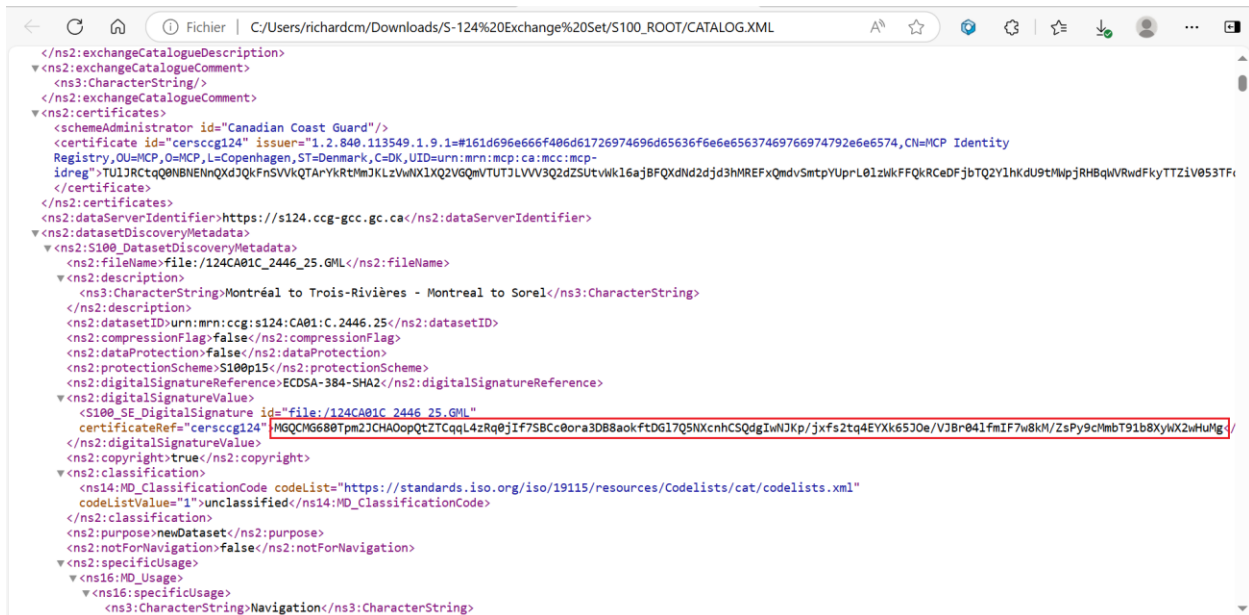 Fichier | C:/Users/richardcm/Downloads/S-124%20Exchange%20Set/S100_ROOT/CATALOG.XML
</ns2:exchangeCatalogueDescription>
▼<ns2:exchangeCatalogueComment>
<ns3:CharacterString/>
</ns2:exchangeCatalogueComment>
▼<ns2:certificates>
<schemeAdministrator id="Canadian Coast Guard"/>
<certificate id="cersccg124" issuer="1.2.840.113549.1.9.1=#161d696e666f406d61726974696d65636f6e6e65637469766974792e6e6574,CN=MCP Identity
Registry,OU=MCP,O=MCP,L=Copenhagen,ST=Denmark,C=DK,UID=urn:mrn:mcp:ca:mcc:mcp-
</certificate>
</ns2:certificates>
<ns2:dataServerIdentifier>https://s124.ccg-gcc.gc.ca</ns2:dataServerIdentifier>
▼<ns2:datasetDiscoveryMetadata>
▼<ns2:S100_DatasetDiscoveryMetadata>
<ns2:fileName>file:/124CA01C_2446_25.GML</ns2:fileName>
▼<ns2:description>
<ns3:CharacterString>Montréal to Trois-Rivières - Montreal to Sorel</ns3:CharacterString>
</ns2:description>
<ns2:datasetID>urn:mrn:ccg:s124:CA01:C.2446.25</ns2:datasetID>
<ns2:compressionFlag>false</ns2:compressionFlag>
<ns2:dataProtection>false</ns2:dataProtection>
<ns2:protectionScheme>S100p15</ns2:protectionScheme>
<ns2:digitalSignatureReference>ECDSA-384-SHA2</ns2:digitalSignatureReference>
▼<ns2:digitalSignatureValue>
<S100_SE_DigitalSignature id="file:/124CA01C_2446_25.GML"
certificateRef="cersccg124">MGQCMG680Tpm2JCHAOopQtZTCqqL4zRq0jIf7SBCc0ora3DB8aokftDGl7Q5NXcnhCSQdgIwNJKp/jxfs2tq4EYXk65JOe/VJBr04lfmIF7w8kM/ZsPy9cMmbT91b8XyWX2wHuMg</
</ns2:digitalSignatureValue>
<ns2:copyright>true</ns2:copyright>
▼<ns2:classification>
<ns14:MD_ClassificationCode codeList="https://standards.iso.org/iso/19115/resources/Codelists/cat/codelists.xml"
codeListValue="1">unclassified</ns14:MD_ClassificationCode>
</ns2:classification>
<ns2:purpose>newDataset</ns2:purpose>
<ns2:notForNavigation>false</ns2:notForNavigation>
▼<ns2:specificUsage>
▼<ns16:MD_Usage>
▼<ns16:specificUsage>
<ns3:CharacterString>Navigation</ns3:CharacterString>